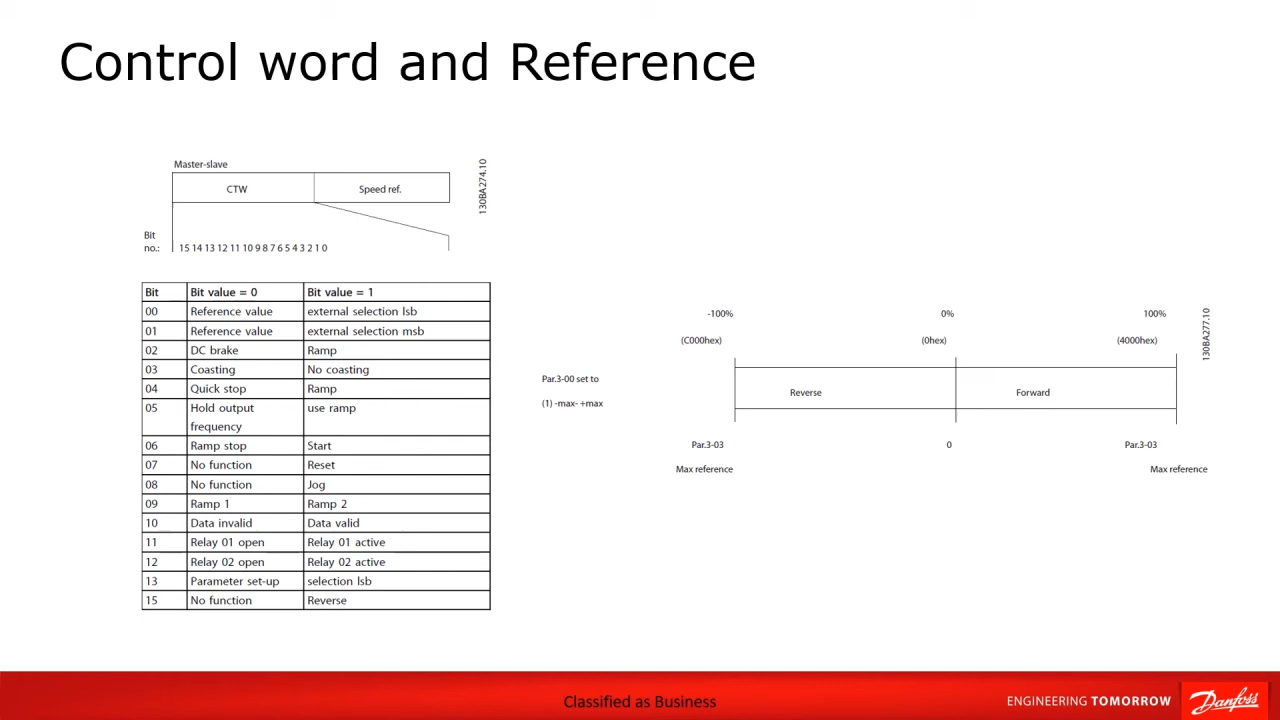 Control word and Reference
Master-slave
CTW Speed ref.
130BA274.10
Bit
no.: 15 14 13 12 11 10 9 8 7 6 5 4 3 2 1 0
Bit Bit value = 0 Bit value = 1
00 Reference value external selection lsb
01 Reference value external selection msb
02 DC brake Ramp
03 Coasting No coasting
04 Quick stop Ramp
05 Hold output use ramp
frequency
06 Ramp stop Start
07 No function Reset
08 No function Jog
09 Ramp 1 Ramp 2
10 Data invalid Data valid
11 Relay 01 open Relay 01 active
12 Relay 02 open Relay 02 active
13 Parameter set-up selection lsb
15 No function Reverse
-100% 0% 100%
(C000hex) (0hex) (4000hex)
130BA277.10
Par.3-00 set to
(1) -max- +max
Reverse Forward
Par.3-03 0 Par.3-03
Max reference Max reference
Classified as Business
ENGINEERING TOMORROW
Danfoss